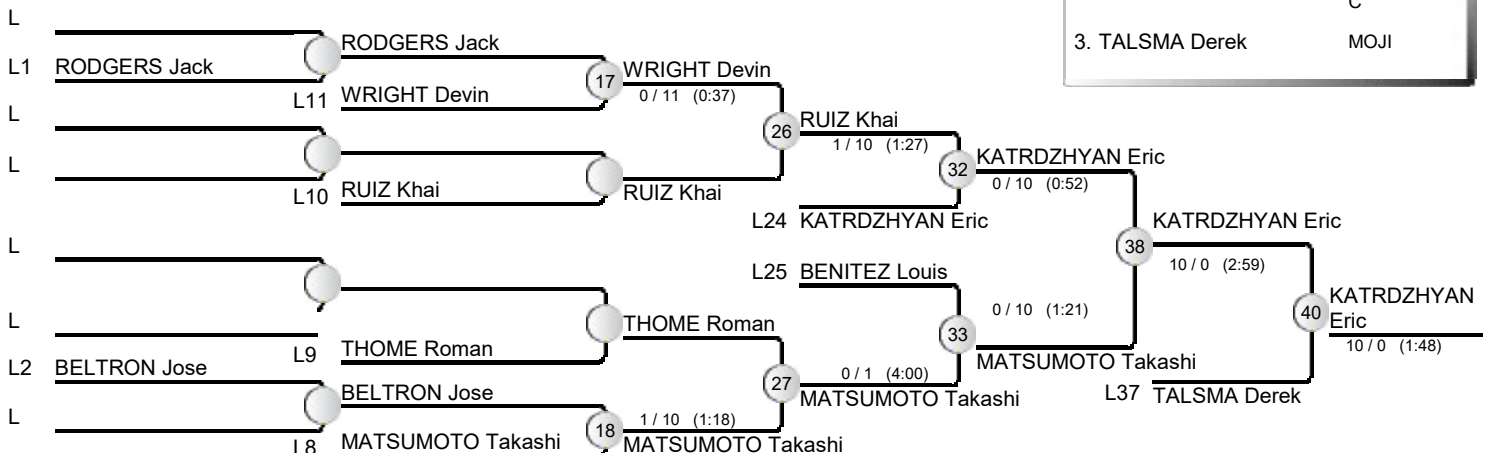 C
3. TALSMA Derek MOJI
L
L1 RODGERS Jack
L
L
L
L
L2 BELTRON Jose
L
RODGERS Jack
L11 WRIGHT Devin
L10 RUIZ Khai
L9 THOME Roman
BELTRON Jose
L8 MATSUMOTO Takashi
17 WRIGHT Devin
0 / 11 (0:37)
RUIZ Khai
THOME Roman
1 / 10 (1:18)
18 MATSUMOTO Takashi
26 RUIZ Khai
1 / 10 (1:27)
L24 KATRDZHYAN Eric
L25 BENITEZ Louis
0 / 1 (4:00)
27 MATSUMOTO Takashi
32 KATRDZHYAN Eric
0 / 10 (0:52)
0 / 10 (1:21)
33 MATSUMOTO Takashi
38 KATRDZHYAN Eric
10 / 0 (2:59)
L37 TALSMA Derek
40 KATRDZHYAN
Eric
10 / 0 (1:48)